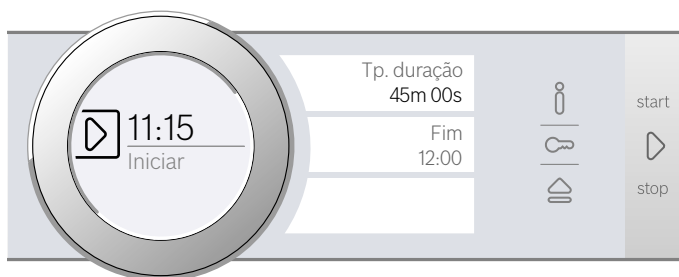 11:15
Iniciar
Tp. duração
45m 00s
Fim
12:00
start
stop